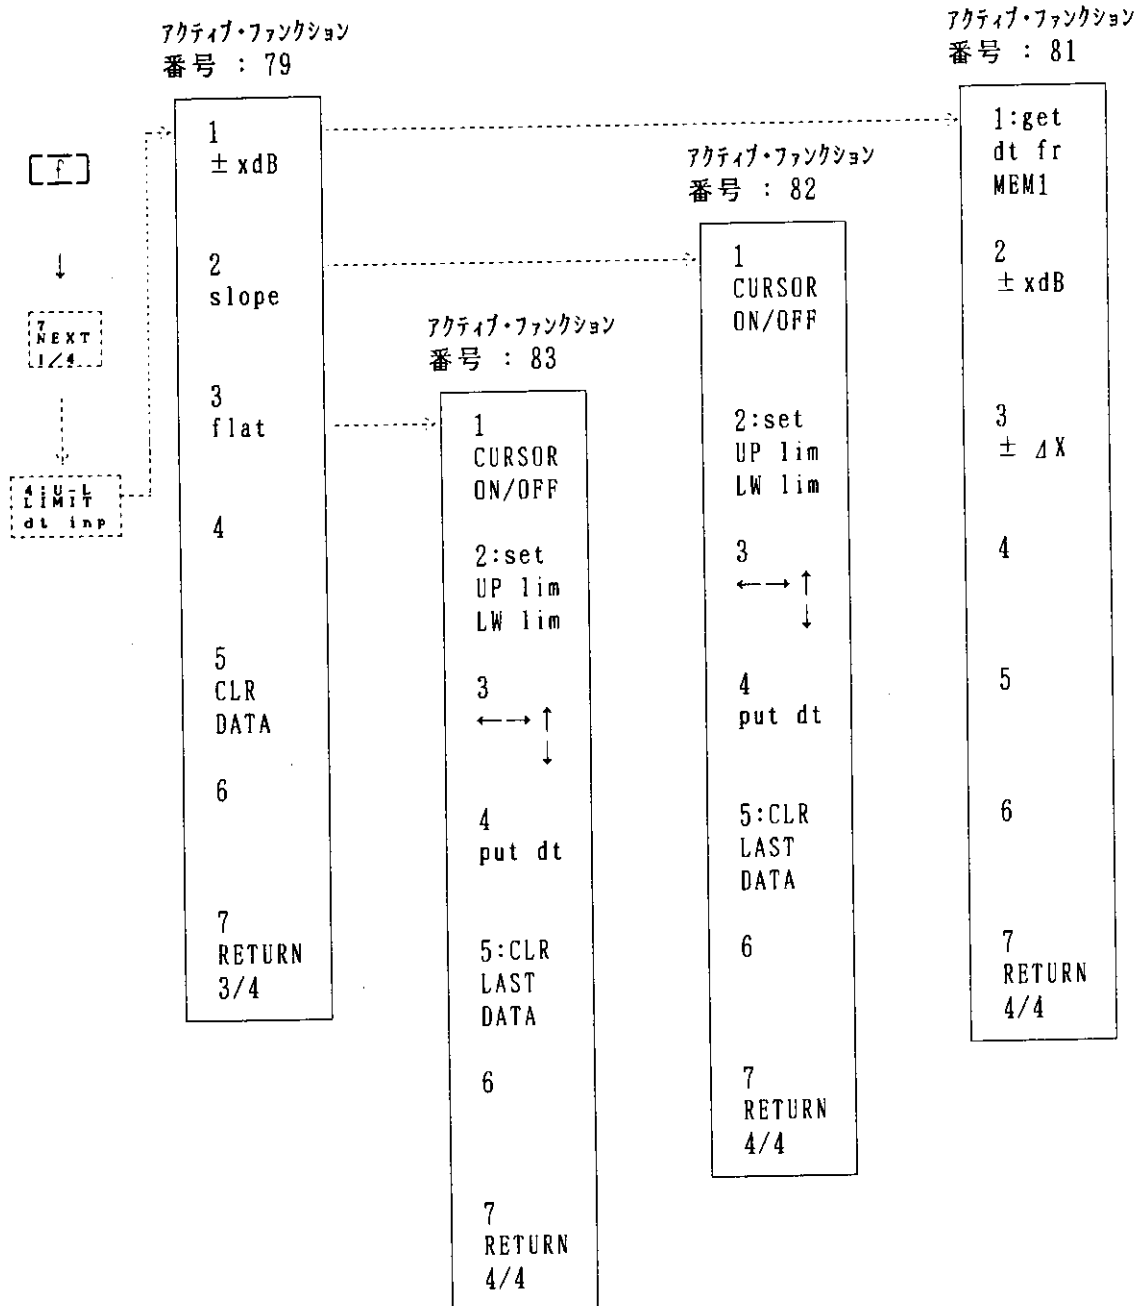 [ f ]
↓
7
NEXT
1/4
4:U-L
LIMIT
dt inp
アクティブ・ファンクション
番号 : 79
1
±xdB
2
slope
3
flat
4
5
CLR
DATA
6
7
RETURN
3/4
アクティブ・ファンクション
番号 : 83
1
CURSOR
ON/OFF
2:set
UP lim
LW lim
3
←→↑
↓
4
put dt
5:CLR
LAST
DATA
6
7
RETURN
4/4
アクティブ・ファンクション
番号 : 82
1
CURSOR
ON/OFF
2:set
UP lim
LW lim
3
←→↑
↓
4
put dt
5:CLR
LAST
DATA
6
7
RETURN
4/4
アクティブ・ファンクション
番号 : 81
1:get
dt fr
MEM1
2
±xdB
3
± ΔX
4
5
6
7
RETURN
4/4